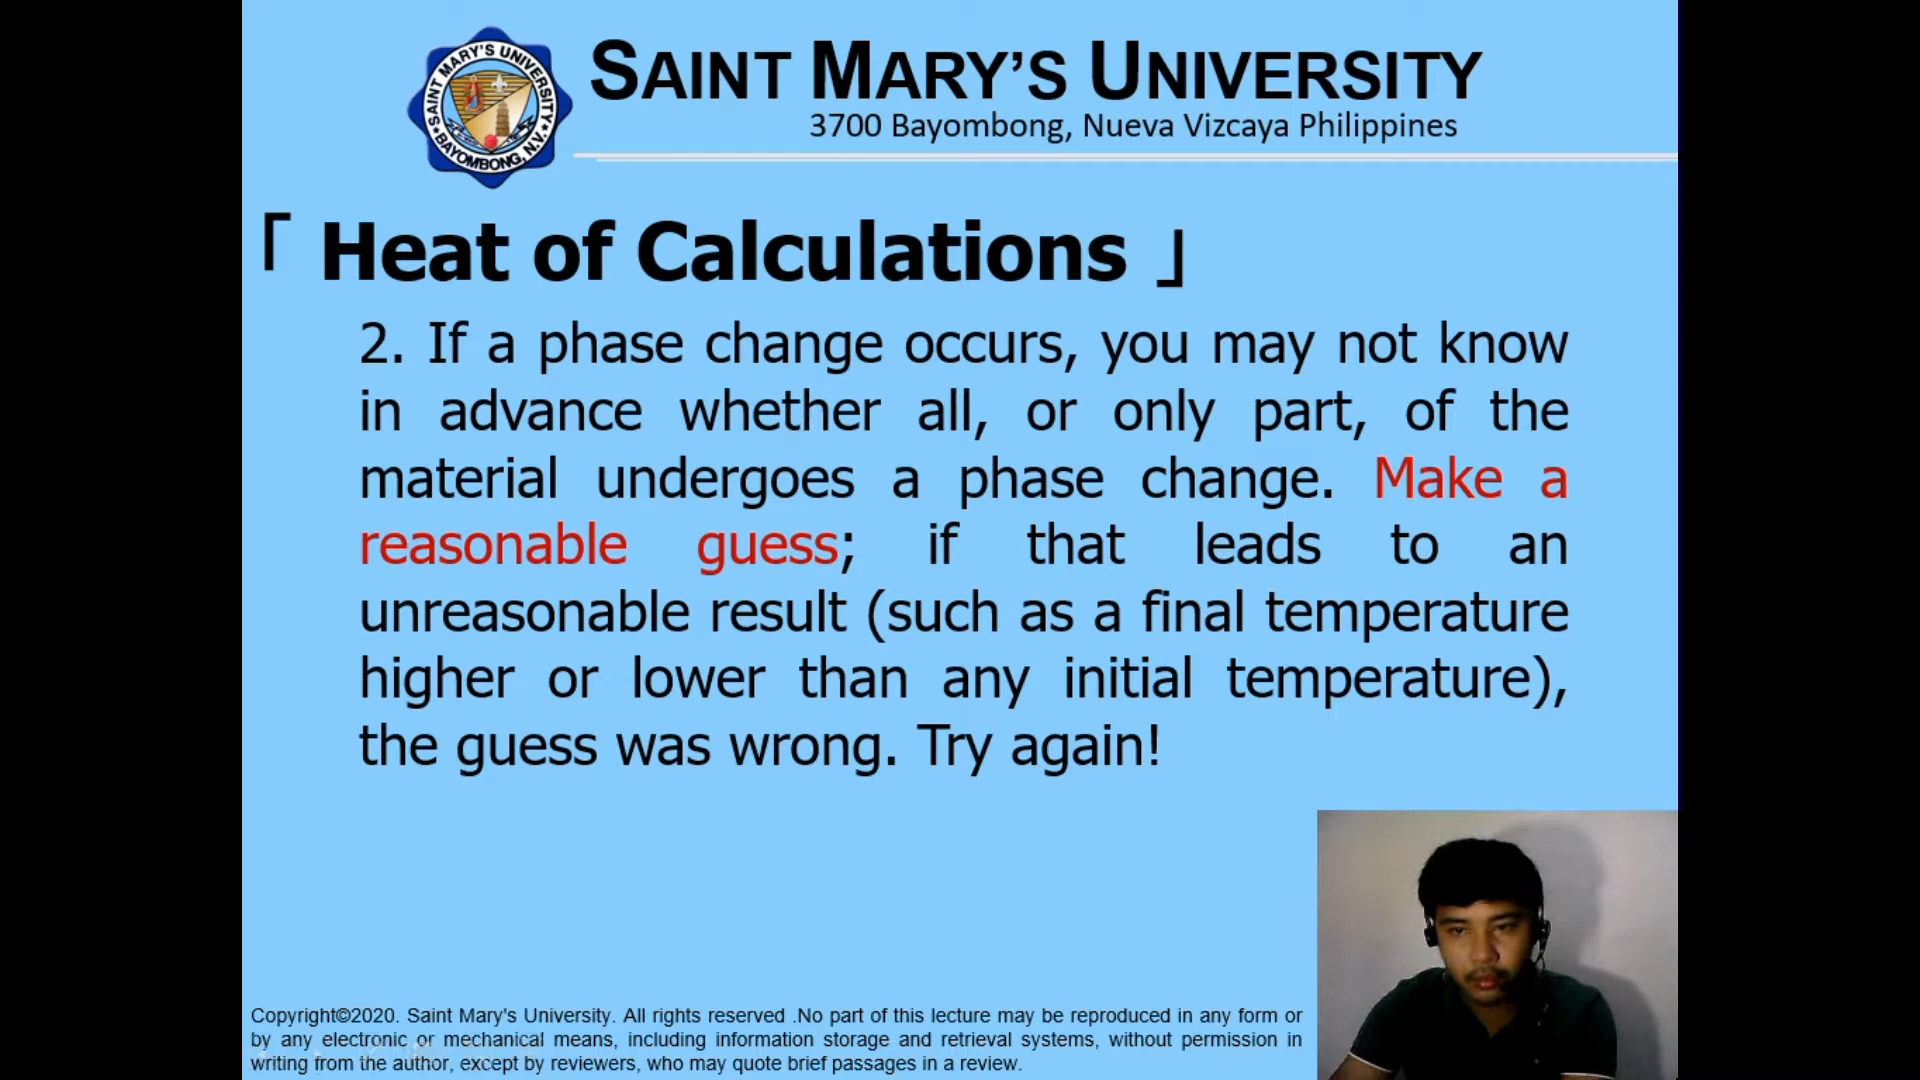 SAINT MARY'S UNIVERSITY
SAINT MARY'S UNIVERSITY
BAYOMBONG, N.V.
3700 Bayombong, Nueva Vizcaya Philippines
「 Heat of Calculations 」
2. If a phase change occurs, you may not know
in advance whether all, or only part, of the
material undergoes a phase change. Make a
reasonable guess; if that leads to an
unreasonable result (such as a final temperature
higher or lower than any initial temperature),
the guess was wrong. Try again!
Copyright©2020. Saint Mary's University. All rights reserved .No part of this lecture may be reproduced in any form or
by any electronic or mechanical means, including information storage and retrieval systems, without permission in
writing from the author, except by reviewers, who may quote brief passages in a review.